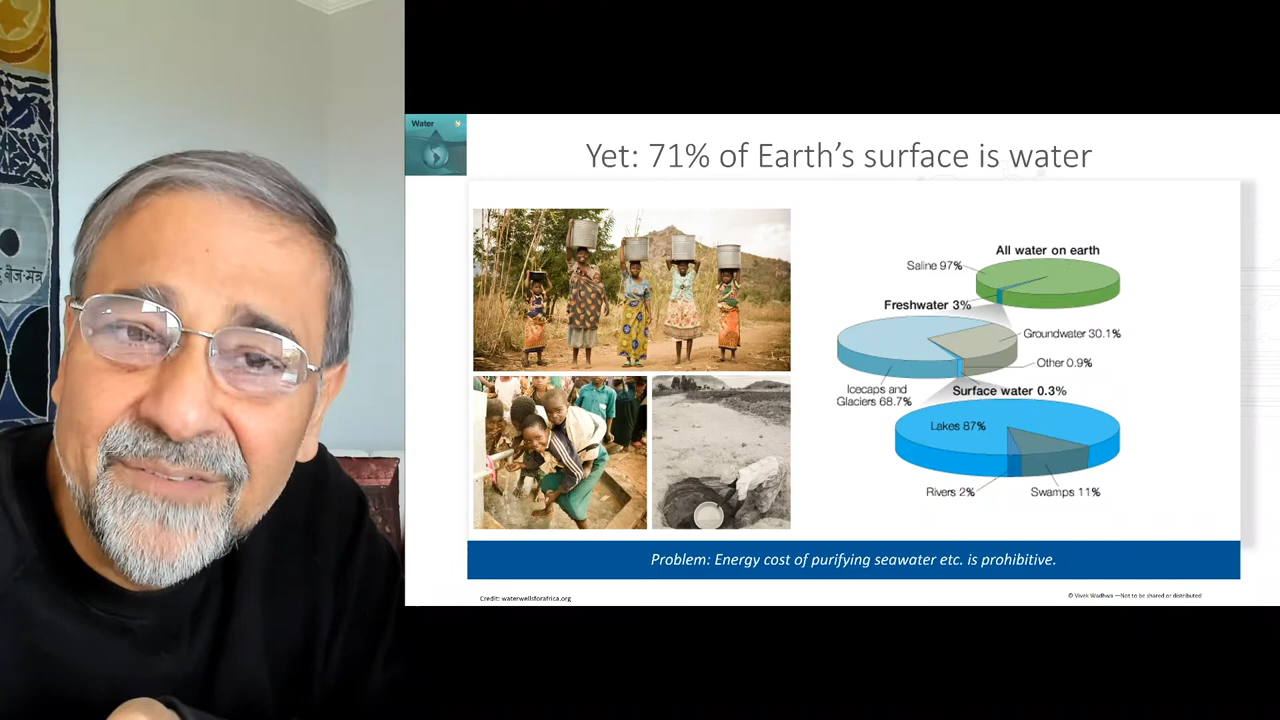 बीज-मंत्र
Water
Yet: 71% of Earth’s surface is water
All water on earth
Saline 97%
Freshwater 3%
Groundwater 30.1%
Other 0.9%
Icecaps and
Glaciers 68.7%
Surface water 0.3%
Lakes 87%
Rivers 2%
Swamps 11%
Problem: Energy cost of purifying seawater etc. is prohibitive.
Credit: waterwellsforafrica.org
© Vivek Wadhwa —Not to be shared or distributed